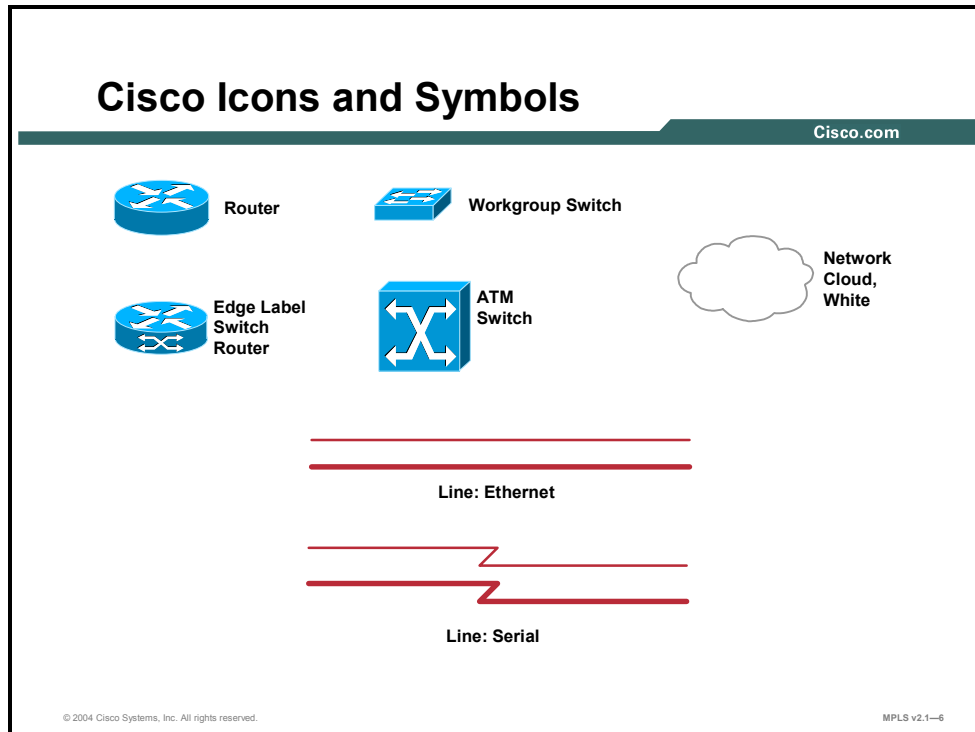 Cisco Icons and Symbols
Cisco.com
Router
Workgroup Switch
Network
Cloud,
White
Edge Label
Switch
Router
ATM
Switch
Line: Ethernet
Line: Serial
© 2004 Cisco Systems, Inc. All rights reserved.
MPLS v2.1—6